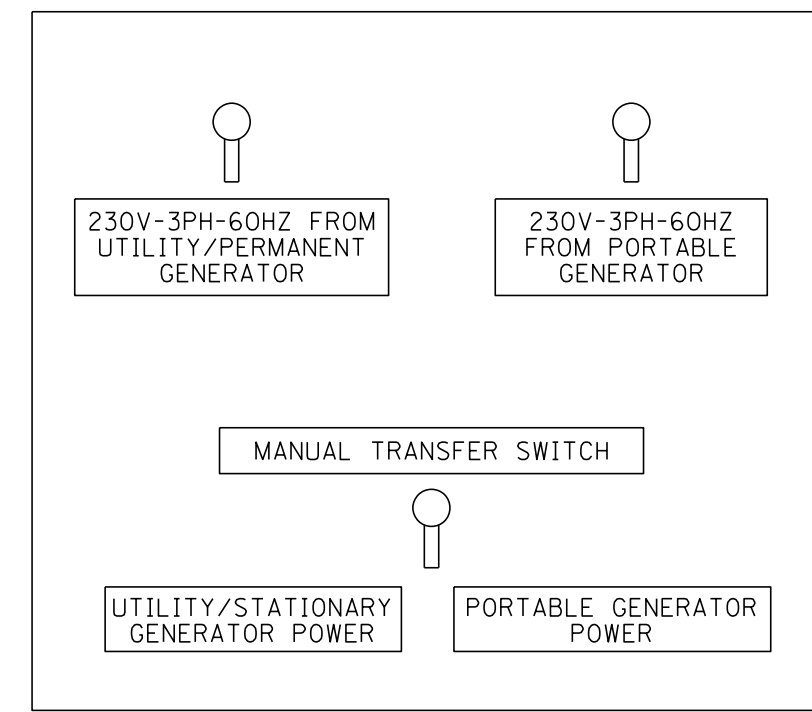 230V-3PH-60HZ FROM
UTILITY/PERMANENT
GENERATOR
230V-3PH-60HZ
FROM PORTABLE
GENERATOR
MANUAL TRANSFER SWITCH
UTILITY/STATIONARY
GENERATOR POWER
PORTABLE GENERATOR
POWER